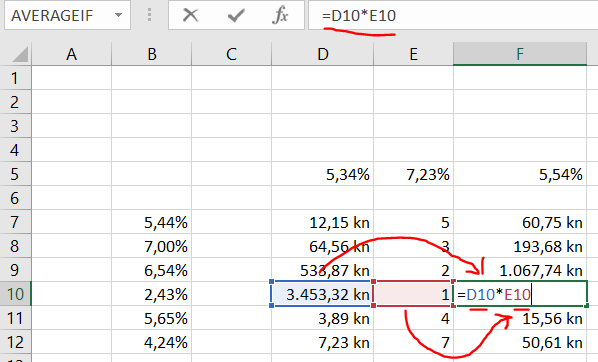 AVERAGEIF fx =D10*E10
A B C D E F
1
2
3
4
5 5,34% 7,23% 5,54%
7 5,44% 12,15 kn 5 60,75 kn
8 7,00% 64,56 kn 3 193,68 kn
9 6,54% 533,87 kn 2 1.067,74 kn
10 2,43% 3.453,32 kn 1 =D10*E10
11 5,65% 3,89 kn 4 15,56 kn
12 4,24% 7,23 kn 7 50,61 kn